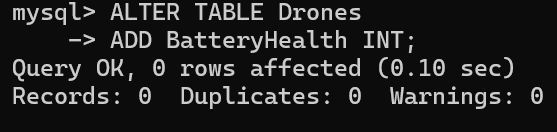 mysql> ALTER TABLE Drones
    -> ADD BatteryHealth INT;
Query OK, 0 rows affected (0.10 sec)
Records: 0  Duplicates: 0  Warnings: 0